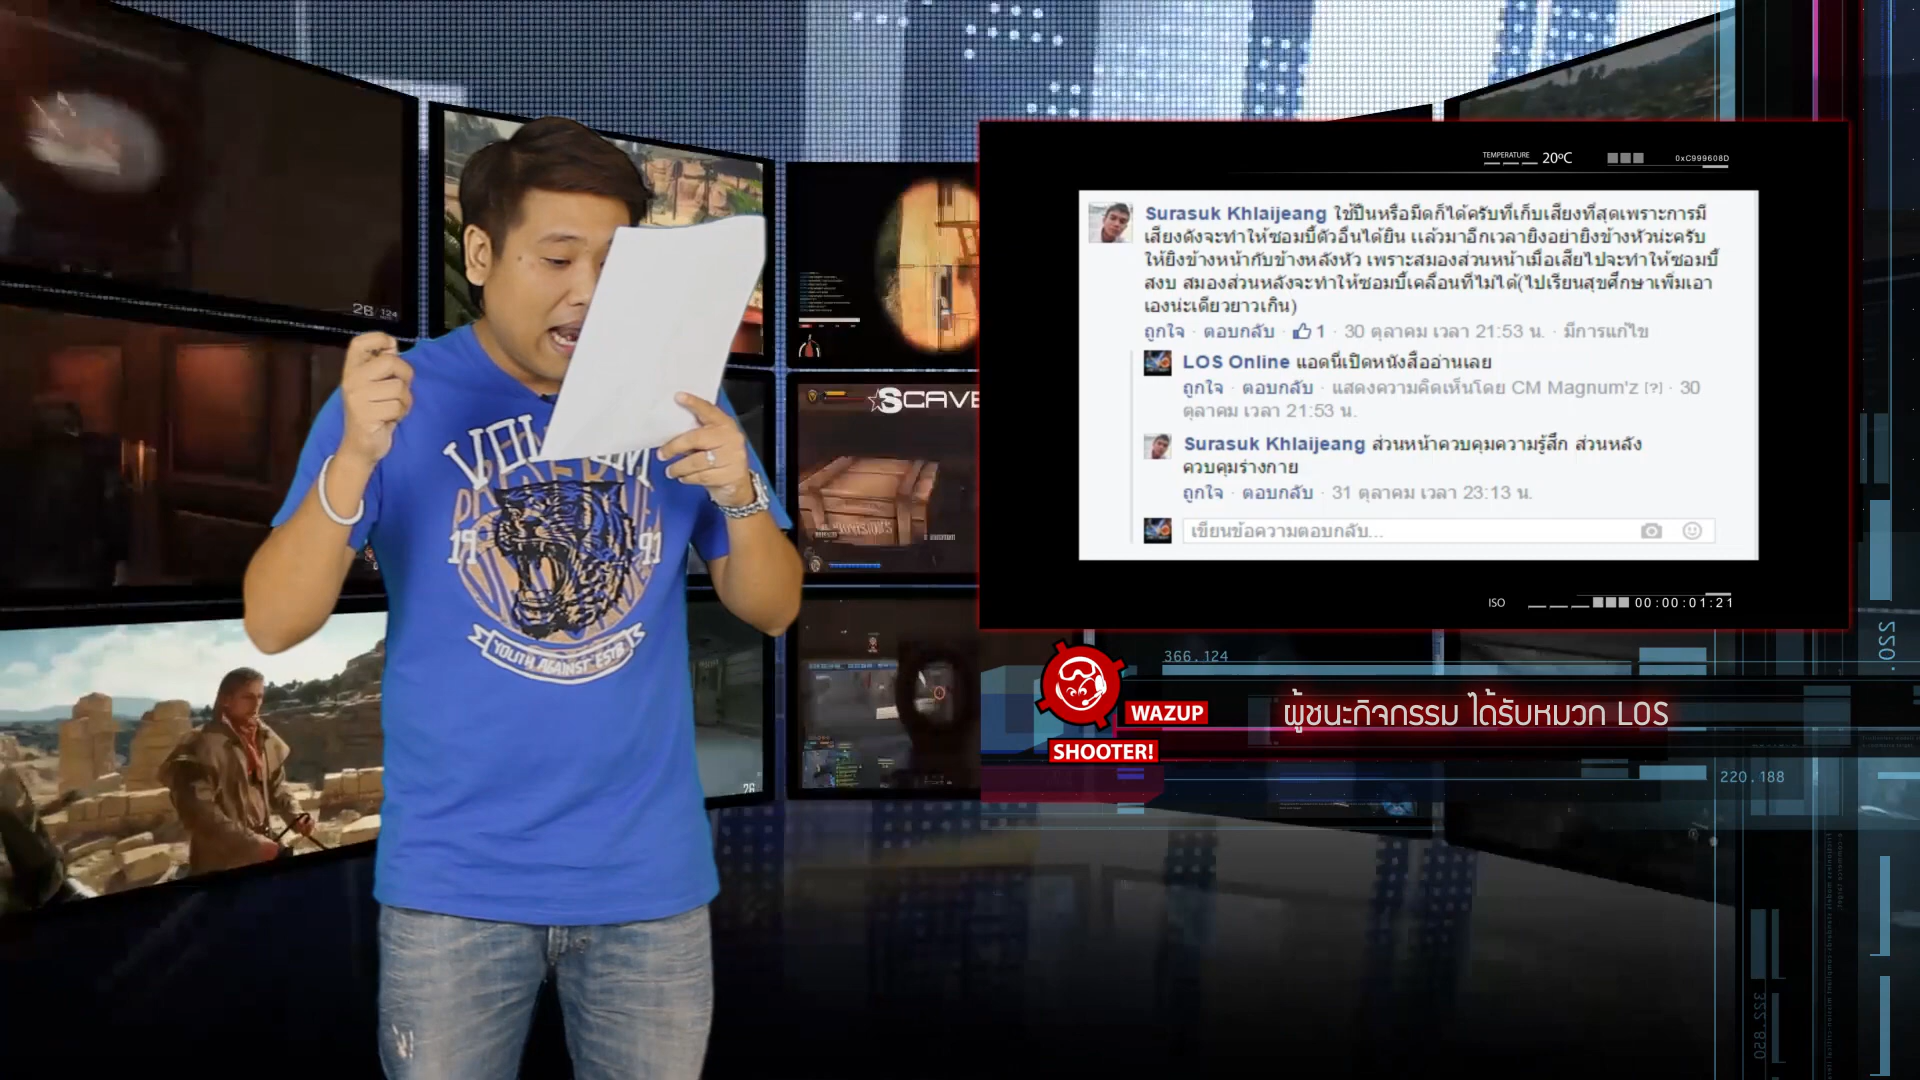 TEMPERATURE 20ºC
0xC999608D
Surasuk Khlaijeang ใช้ปืนหรือมีดก็ได้ครับที่เก็บเสียงที่สุดเพราะการมี
เสียงดังจะทำให้ซอมบี้ตัวอื่นได้ยิน แล้วมาอีกเวลายิงอย่ายิงข้างหัวน่ะครับ
ให้ยิงข้างหน้ากับข้างหลังหัว เพราะสมองส่วนหน้าเมื่อเสียไปจะทำให้ซอมบี้
สงบ สมองส่วนหลังจะทำให้ซอมบี้เคลื่อนที่ไม่ได้(ไปเรียนสุขศึกษาเพิ่มเอา
เองน่ะเดี่ยวยาวเกิน)
ถูกใจ · ตอบกลับ · 1 · 30 ตุลาคม เวลา 21:53 น. · มีการแก้ไข
LOS Online แอดนี่เปิดหนังสืออ่านเลย
ถูกใจ · ตอบกลับ · แสดงความคิดเห็นโดย CM Magnum'z [?] · 30
ตุลาคม เวลา 21:53 น.
Surasuk Khlaijeang ส่วนหน้าควบคุมความรู้สึก ส่วนหลัง
ควบคุมร่างกาย
ถูกใจ · ตอบกลับ · 31 ตุลาคม เวลา 23:13 น.
เขียนข้อความตอบกลับ...
ISO
00:00:01:21
366.124
WAZUP
SHOOTER!
ผู้ชนะกิจกรรม ได้รับหมวก LOS
220.188
220.
322.850
SCAVE
26 124
26
19 91
YOUTH AGAINST ESTB